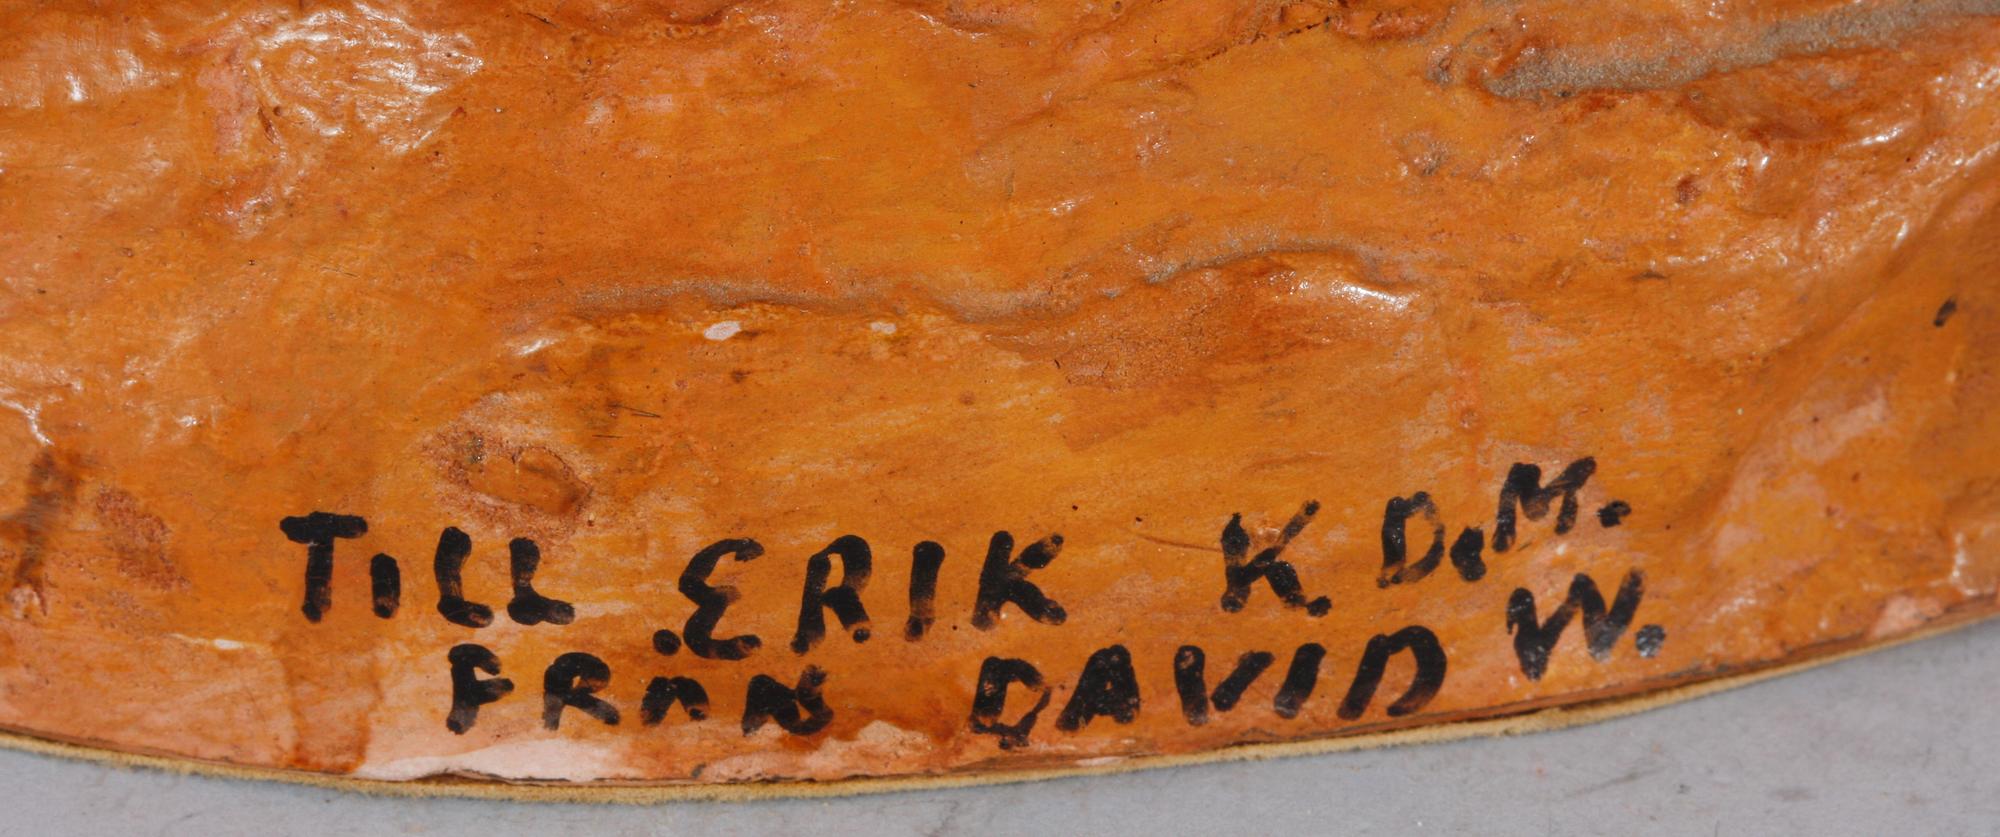 TILL ERIK K. D.M.
FRAN DAVID W.